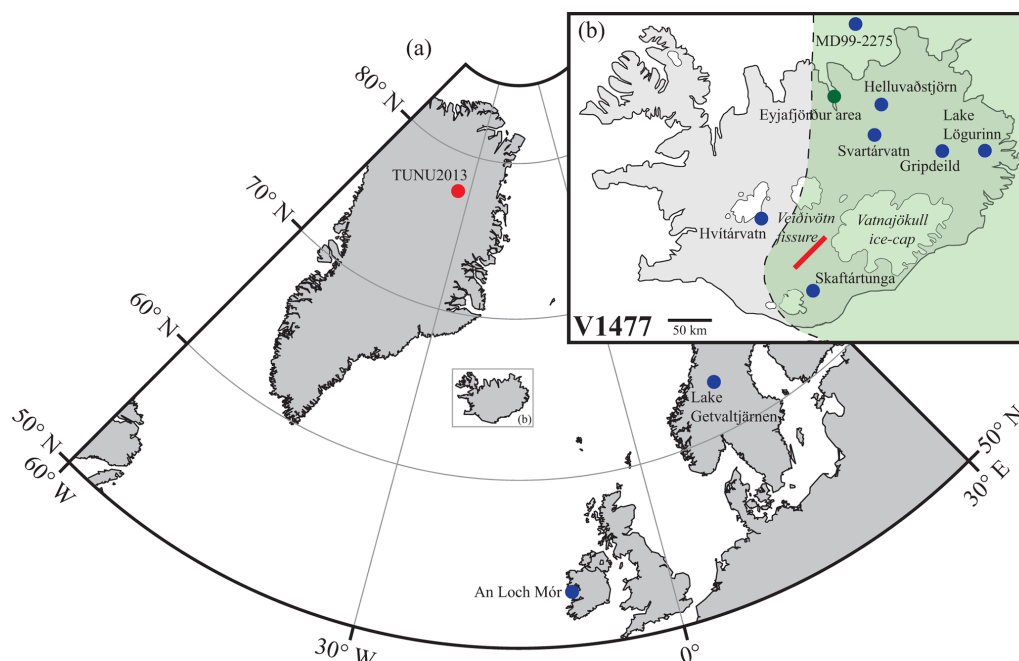 (a)
(b)
MD99-2275
Helluvaðstjörn
Eyjafjörður area
Lake
Lögurinn
Svartárvatn
Gripdeild
Veiðivötn
fissure
Vatnajökull
ice-cap
Hvítárvatn
Skaftártunga
V1477
50 km
80° N
70° N
60° N
50° N
60° W
30° W
0°
30° E
50° N
TUNU2013
(b)
Lake
Getvaltjärnen
An Loch Mór